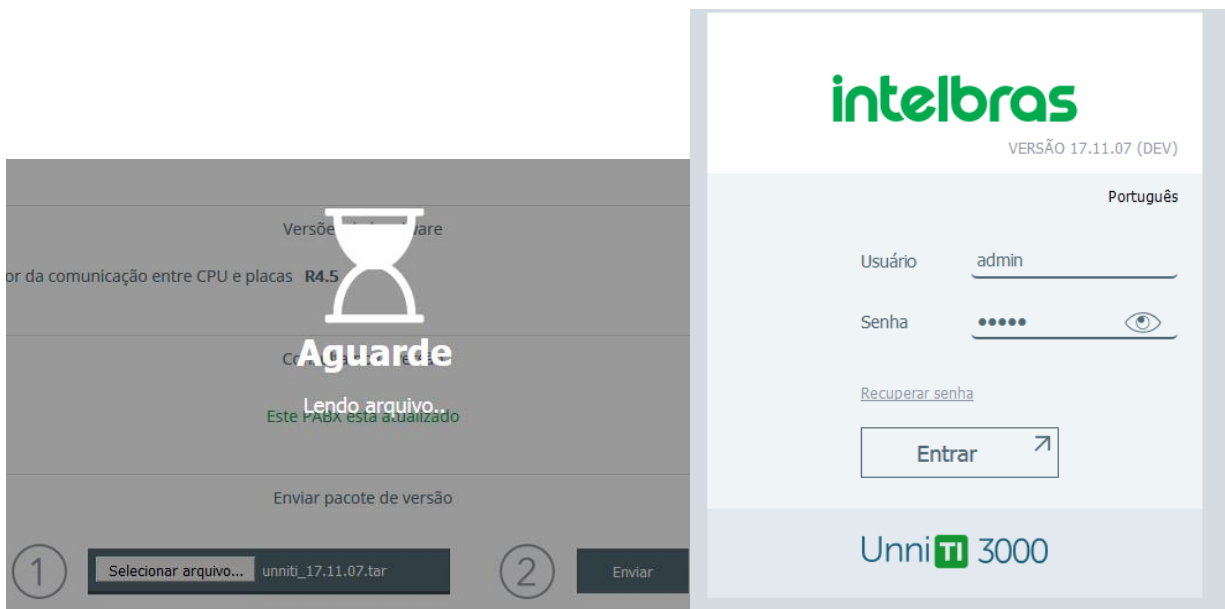 Versõe
ware
or da comunicação entre CPU e placas R4.5
Aguarde
Lendo arquivo..
Este PABX está atualizado
Enviar pacote de versão
1
Selecionar arquivo...
unniti_17.11.07.tar
2
Enviar
intelbras
VERSÃO 17.11.07 (DEV)
Português
Usuário
admin
Senha
•••••
Recuperar senha
Entrar
UnniTI 3000